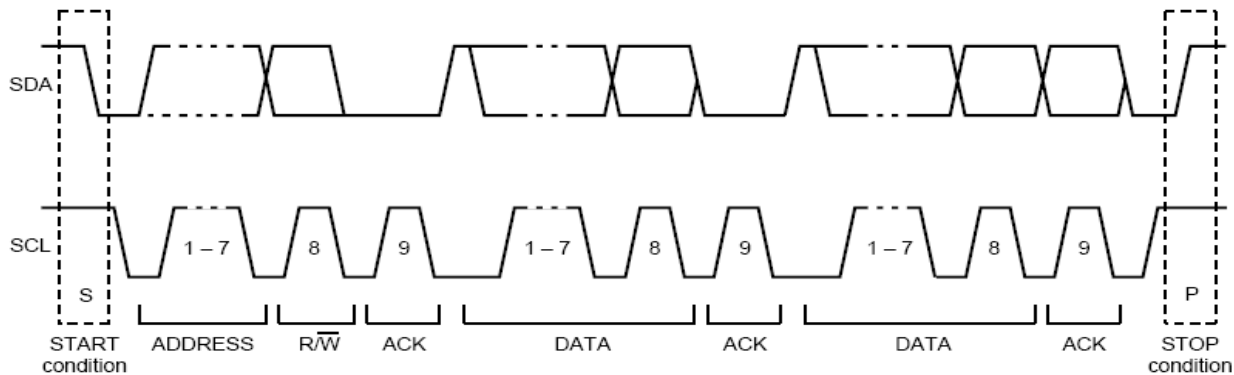 SDA
SCL
1 – 7 8 9 1 – 7 8 9 1 – 7 8 9
S P
START condition ADDRESS R/W̅ ACK DATA ACK DATA ACK STOP condition